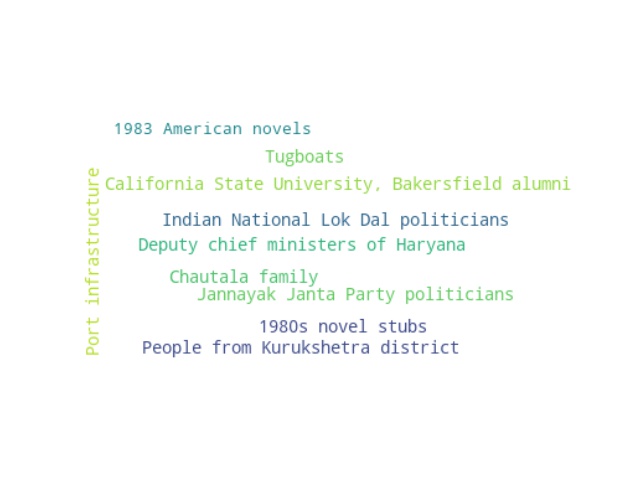 1983 American novels
Tugboats
California State University, Bakersfield alumni
Port infrastructure
Indian National Lok Dal politicians
Deputy chief ministers of Haryana
Chautala family
Jannayak Janta Party politicians
1980s novel stubs
People from Kurukshetra district